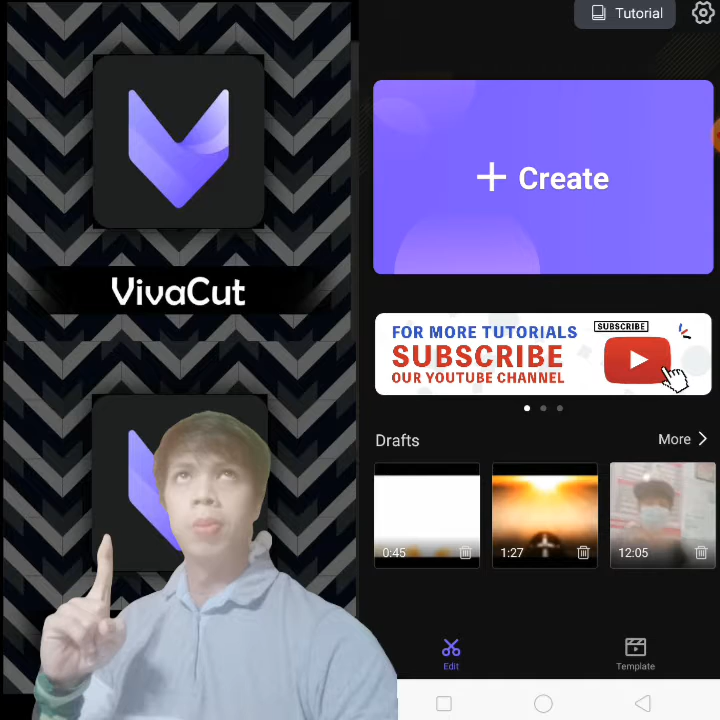 VivaCut
Tutorial
+ Create
FOR MORE TUTORIALS
SUBSCRIBE
OUR YOUTUBE CHANNEL
SUBSCRIBE
Drafts
More
0:45
1:27
12:05
Edit
Template